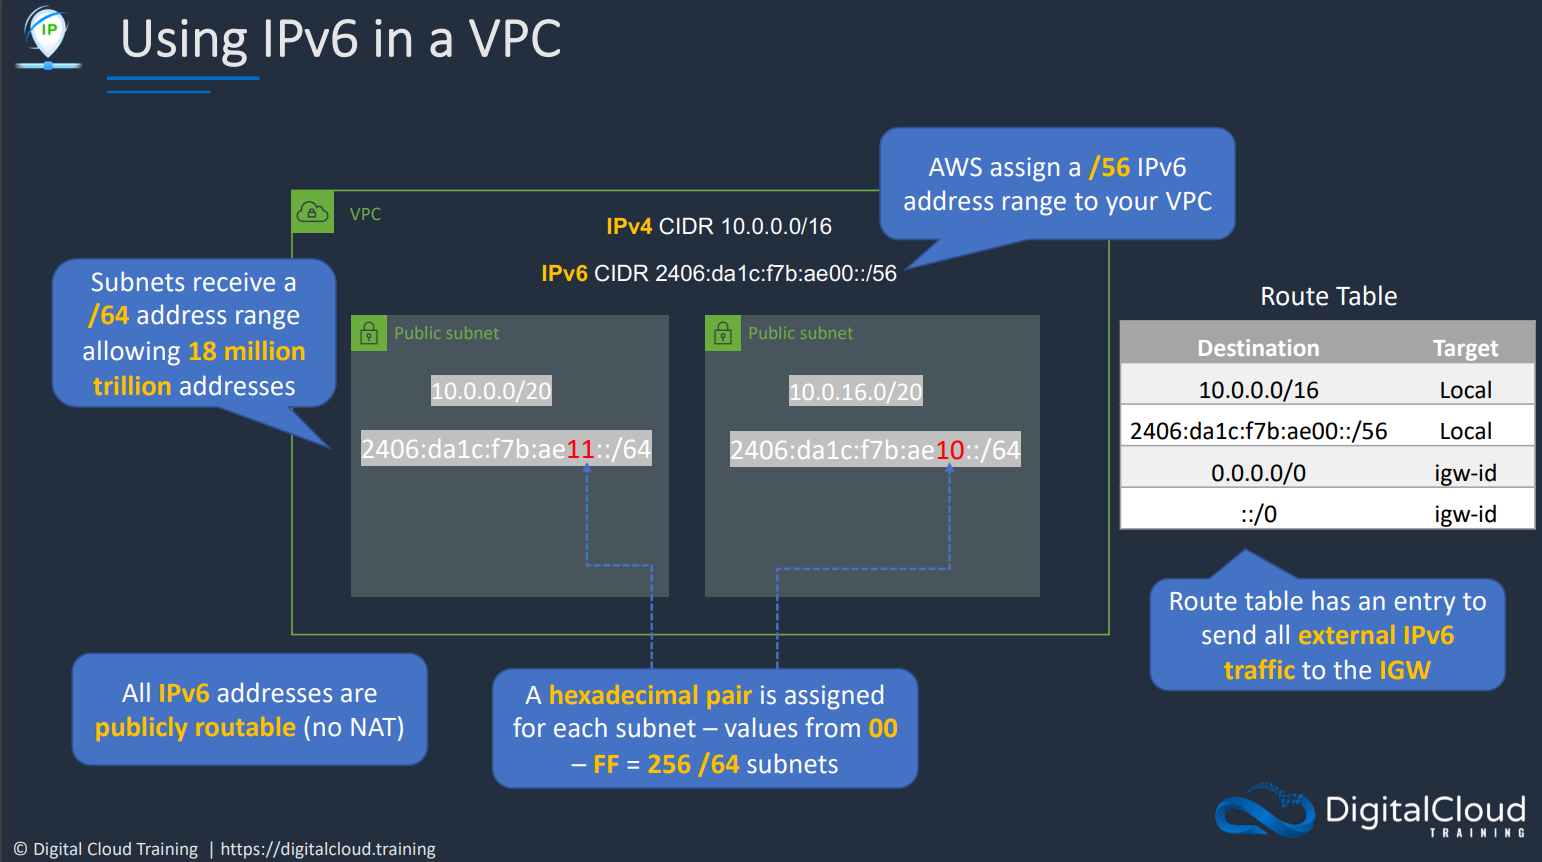 IP
Using IPv6 in a VPC
AWS assign a /56 IPv6
address range to your VPC
VPC
IPv4 CIDR 10.0.0.0/16
IPv6 CIDR 2406:da1c:f7b:ae00::/56
Subnets receive a
/64 address range
allowing 18 million
trillion addresses
Public subnet
10.0.0.0/20
2406:da1c:f7b:ae11::/64
Public subnet
10.0.16.0/20
2406:da1c:f7b:ae10::/64
Route Table
Destination Target
10.0.0.0/16 Local
2406:da1c:f7b:ae00::/56 Local
0.0.0.0/0 igw-id
::/0 igw-id
Route table has an entry to
send all external IPv6
traffic to the IGW
All IPv6 addresses are
publicly routable (no NAT)
A hexadecimal pair is assigned
for each subnet – values from 00
– FF = 256 /64 subnets
DigitalCloud
TRAINING
© Digital Cloud Training | https://digitalcloud.training